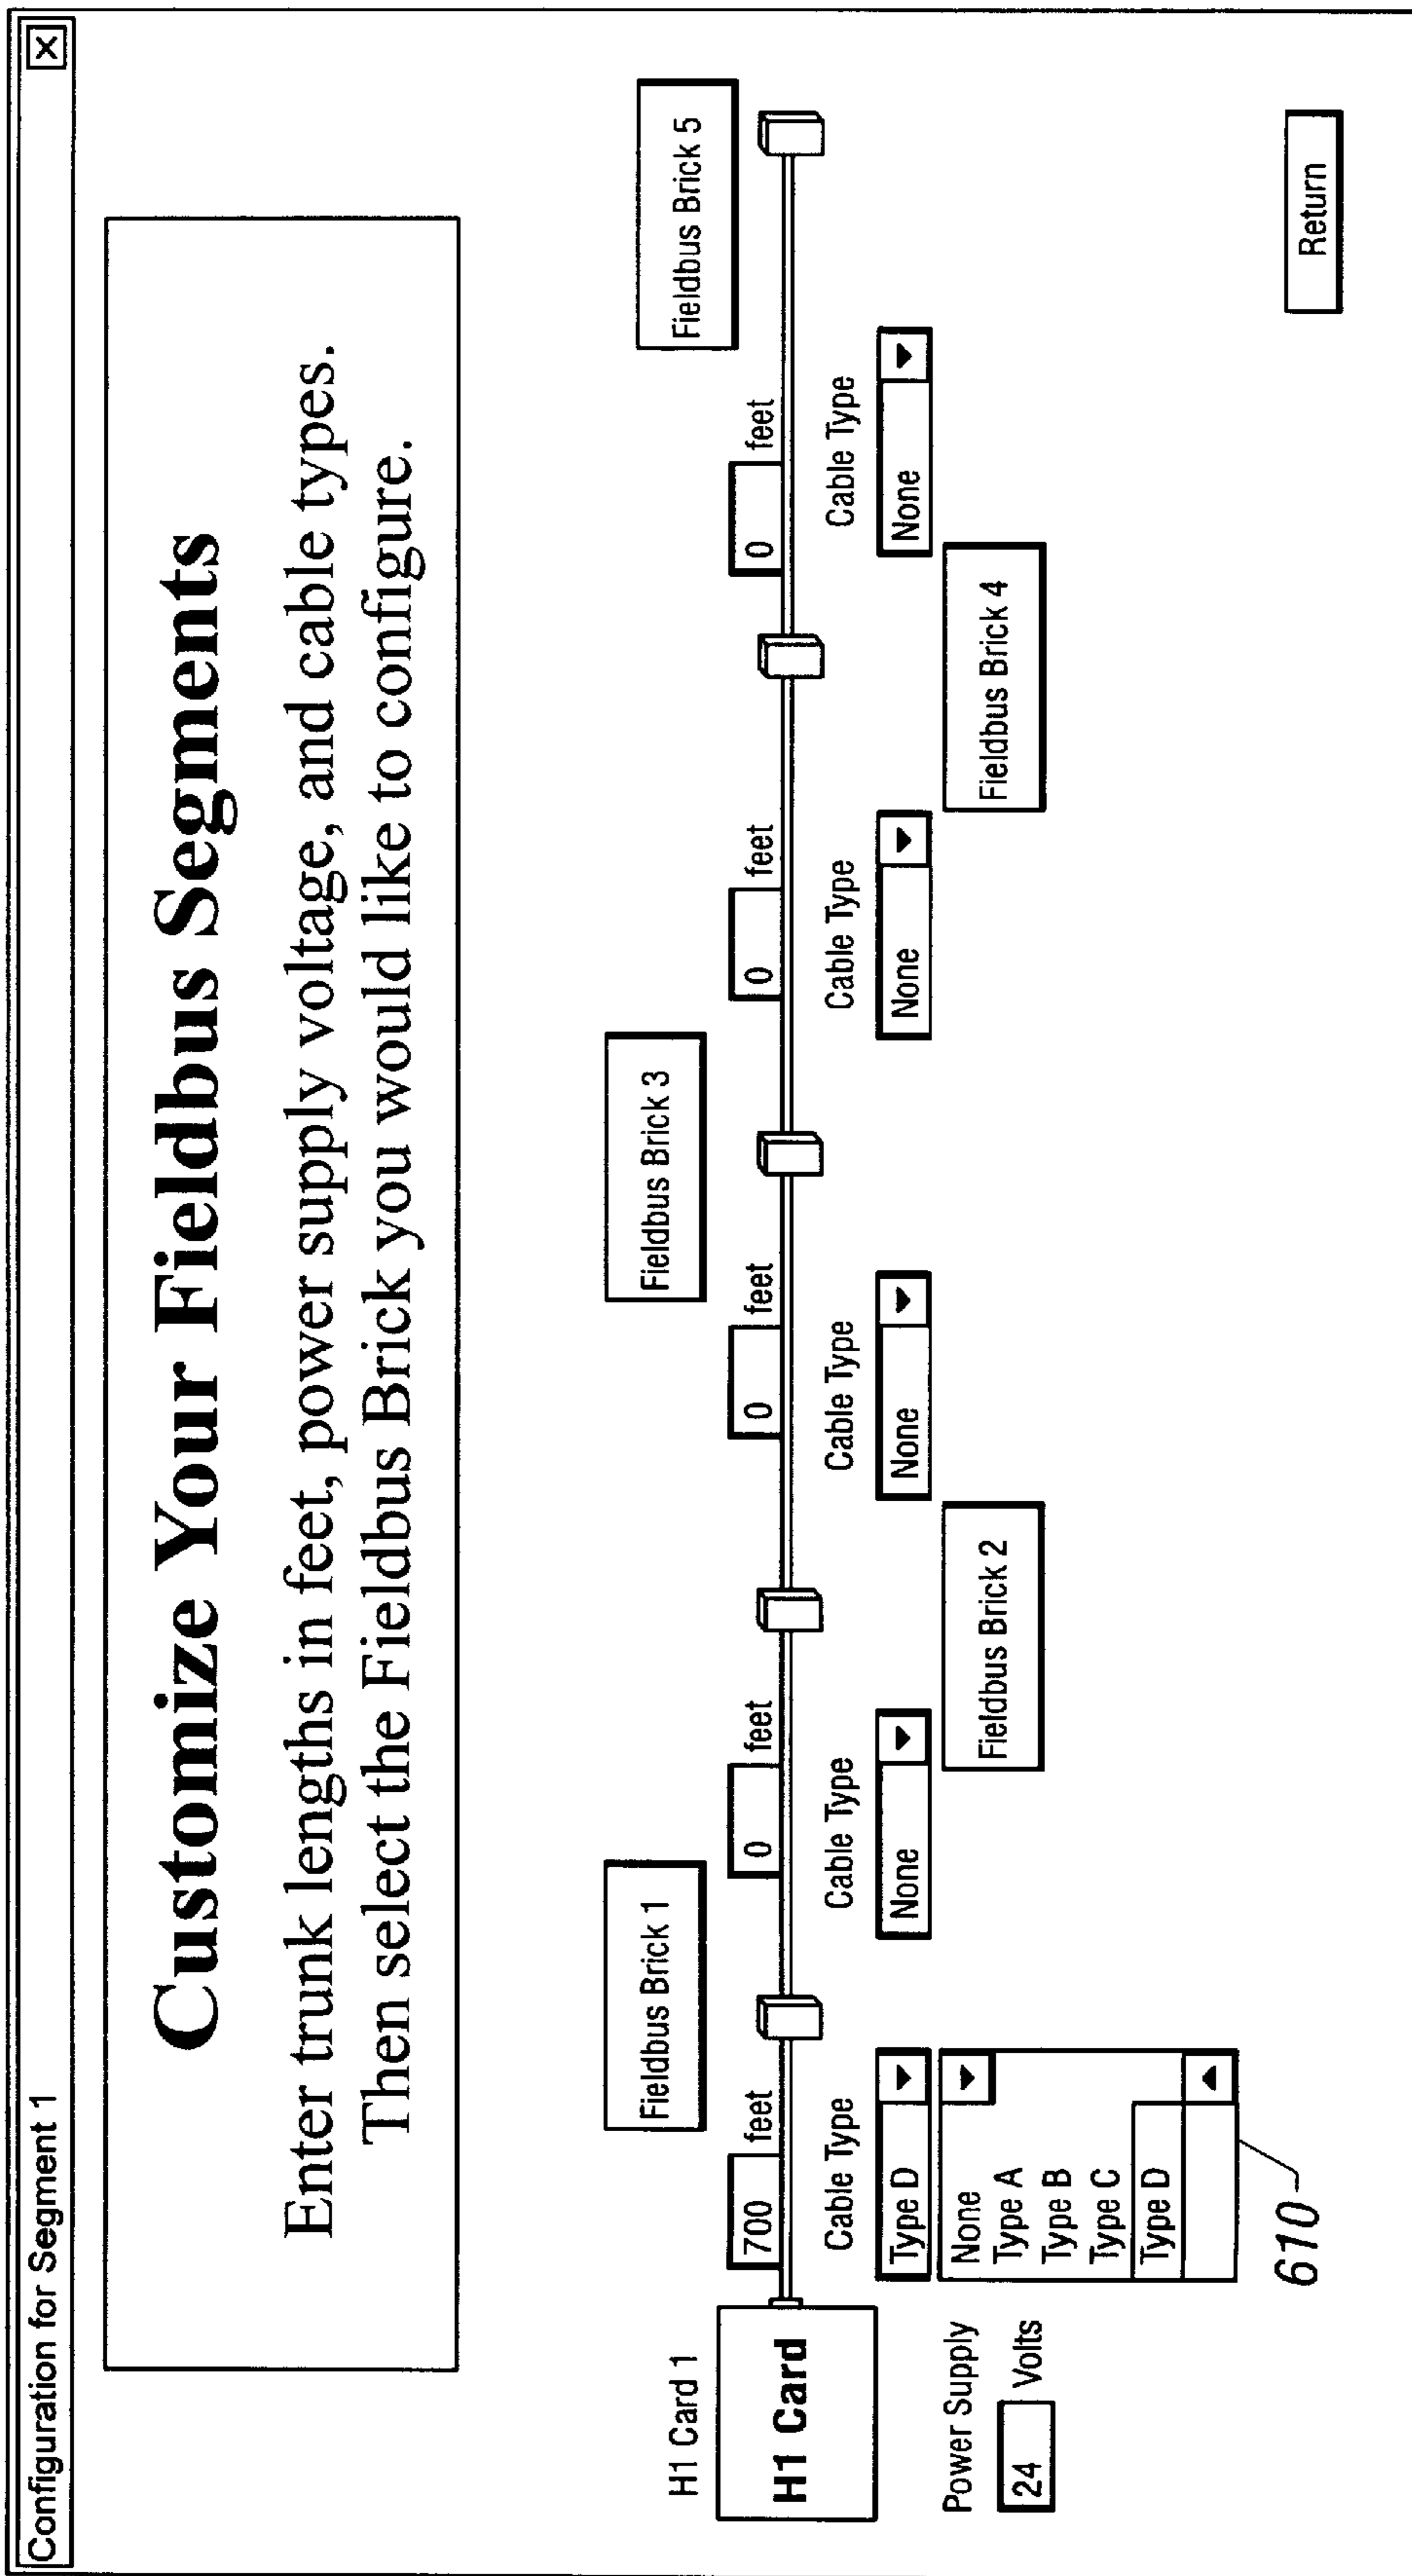 Configuration for Segment 1
X
Customize Your Fieldbus Segments
Enter trunk lengths in feet, power supply voltage, and cable types.
Then select the Fieldbus Brick you would like to configure.
Fieldbus Brick 1
Fieldbus Brick 3
Fieldbus Brick 5
H1 Card 1
H1 Card
700 feet
0 feet
0 feet
0 feet
0 feet
Cable Type
Cable Type
Cable Type
Cable Type
Cable Type
Type D
None
None
None
None
None
Type A
Type B
Type C
Type D
Fieldbus Brick 2
Fieldbus Brick 4
Power Supply
24 Volts
610
Return